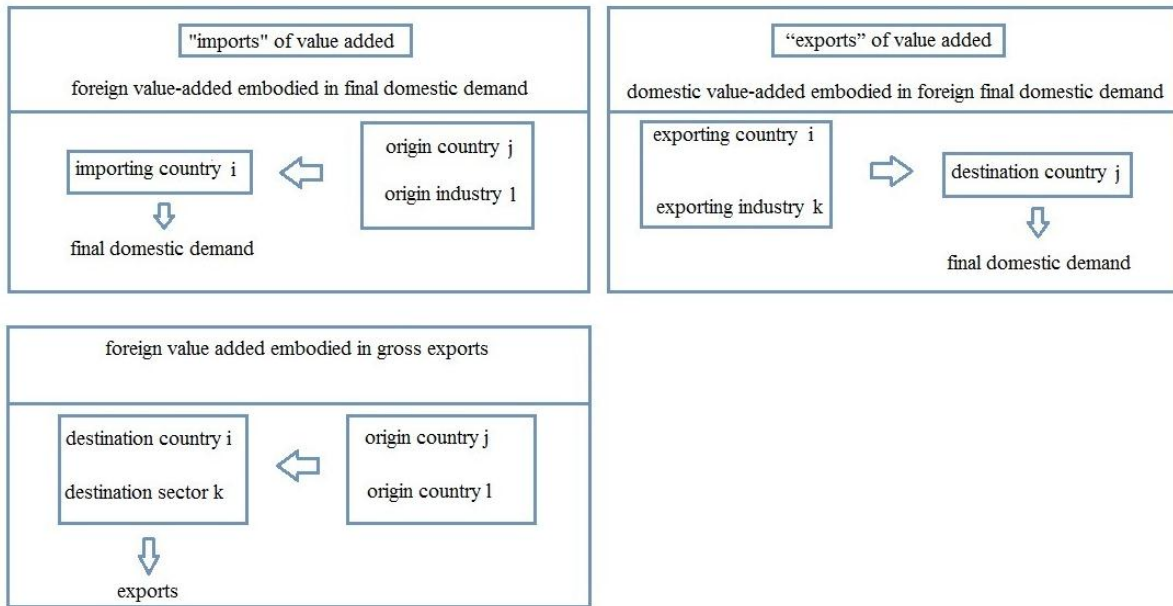 "imports" of value added
foreign value-added embodied in final domestic demand
importing country i
final domestic demand
origin country j
origin industry l
“exports” of value added
domestic value-added embodied in foreign final domestic demand
exporting country i
exporting industry k
destination country j
final domestic demand
foreign value added embodied in gross exports
destination country i
destination sector k
exports
origin country j
origin country l